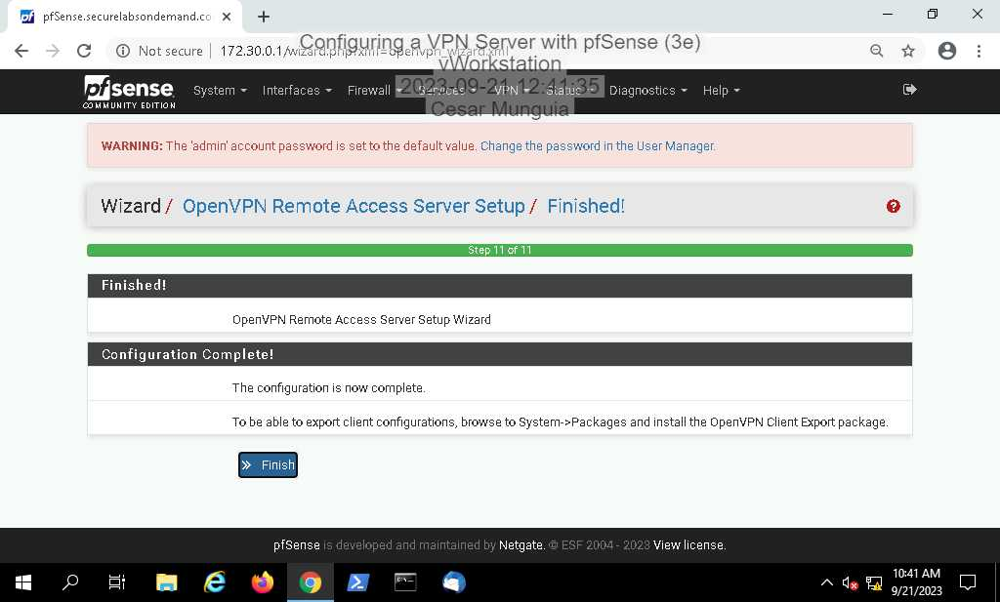 pfSense.securelabsondemand.co
Not secure
172.30.0.1/wizard.php?xml=openvpn_wizard.xml
Configuring a VPN Server with pfSense (3e)
vWorkstation
2023-09-21 12:41:35
Cesar Munguia
pfsense
COMMUNITY EDITION
System
Interfaces
Firewall
Services
VPN
Status
Diagnostics
Help
WARNING: The 'admin' account password is set to the default value. Change the password in the User Manager.
Wizard / OpenVPN Remote Access Server Setup / Finished!
Step 11 of 11
Finished!
OpenVPN Remote Access Server Setup Wizard
Configuration Complete!
The configuration is now complete.
To be able to export client configurations, browse to System->Packages and install the OpenVPN Client Export package.
Finish
pfSense is developed and maintained by Netgate. © ESF 2004 - 2023 View license.
10:41 AM
9/21/2023